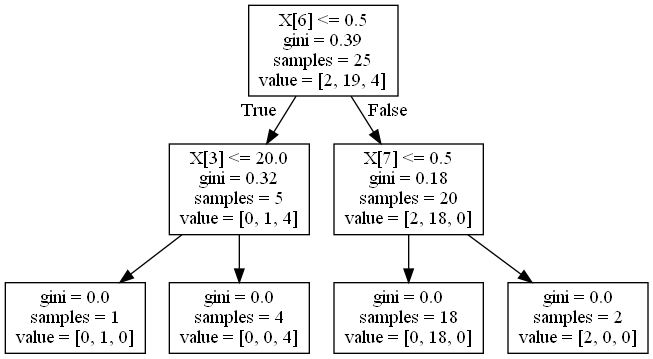 X[6] <= 0.5
gini = 0.39
samples = 25
value = [2, 19, 4]
True
False
X[3] <= 20.0
gini = 0.32
samples = 5
value = [0, 1, 4]
X[7] <= 0.5
gini = 0.18
samples = 20
value = [2, 18, 0]
gini = 0.0
samples = 1
value = [0, 1, 0]
gini = 0.0
samples = 4
value = [0, 0, 4]
gini = 0.0
samples = 18
value = [0, 18, 0]
gini = 0.0
samples = 2
value = [2, 0, 0]